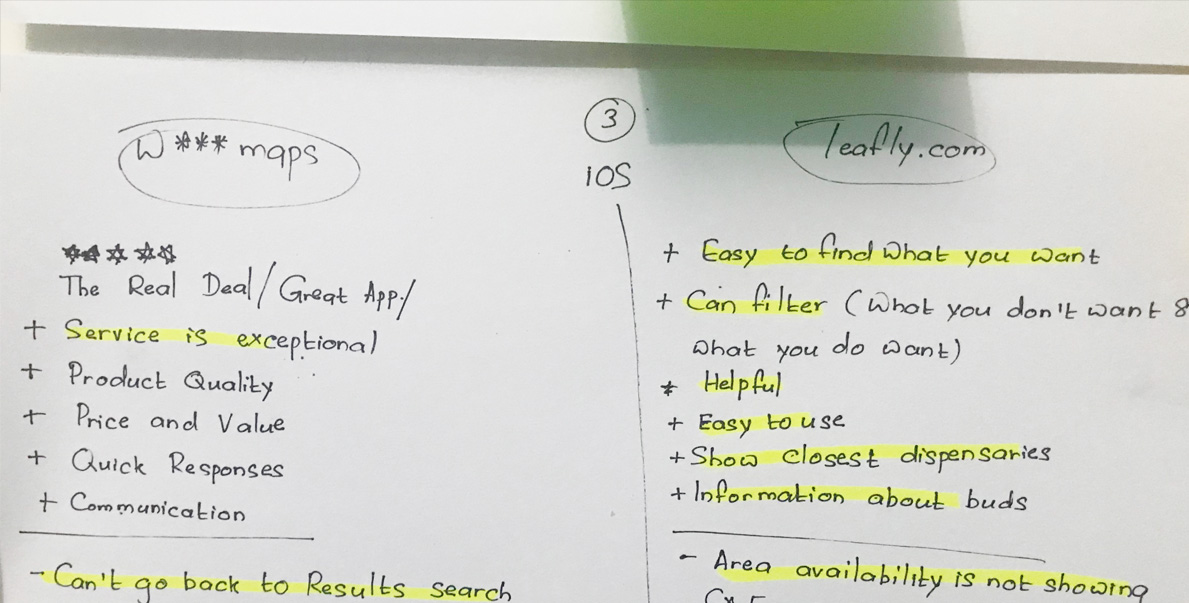 3
IOS
W *** maps
☆☆☆☆☆
The Real Deal/Great App/
+ Service is exceptional
+ Product Quality
+ Price and Value
+ Quick Responses
+ Communication
- Can't go back to Results search
leafly.com
+ Easy to find what you want
+ Can filter (What you don't want &
what you do want)
* Helpful
+ Easy to use
+ Show closest dispensaries
+ Information about buds
- Area availability is not showing